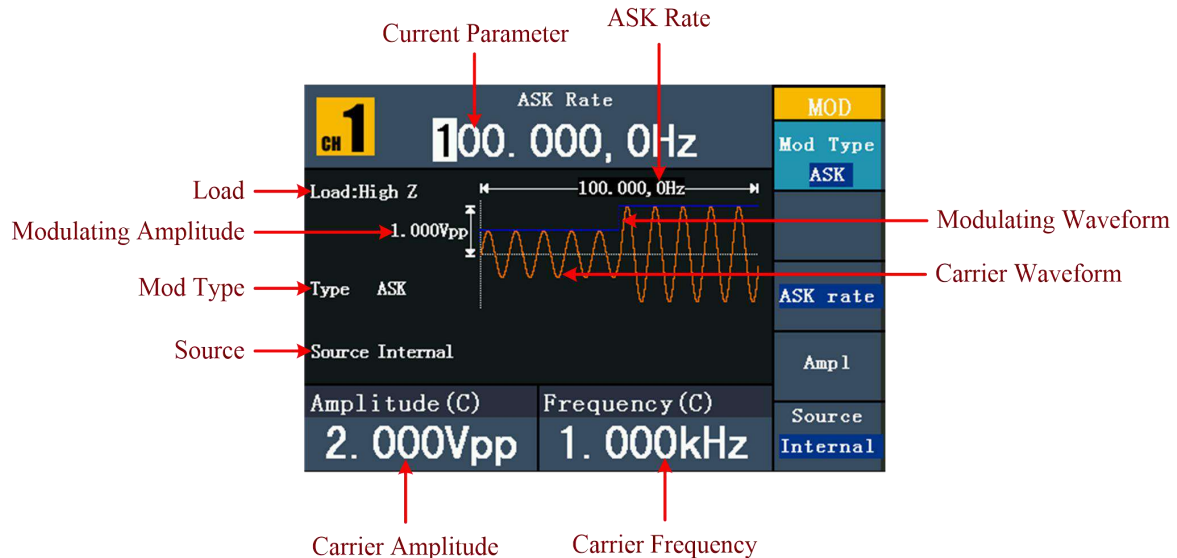 ASK Rate
Current Parameter
CH 1
ASK Rate
100.000,0Hz
MOD
Mod Type
ASK
Load
Load:High Z
100.000,0Hz
Modulating Amplitude
1.000Vpp
Modulating Waveform
Carrier Waveform
Mod Type
Type ASK
ASK rate
Source
Source Internal
Ampl
Amplitude(C)
Frequency(C)
Source
2.000Vpp
1.000kHz
Internal
Carrier Amplitude
Carrier Frequency